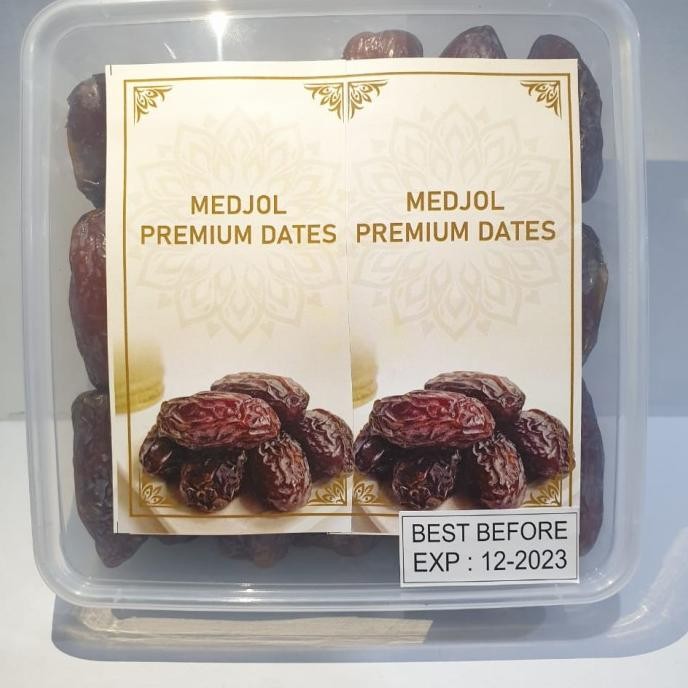 MEDJOL
PREMIUM DATES
MEDJOL
PREMIUM DATES
BEST BEFORE
EXP : 12-2023